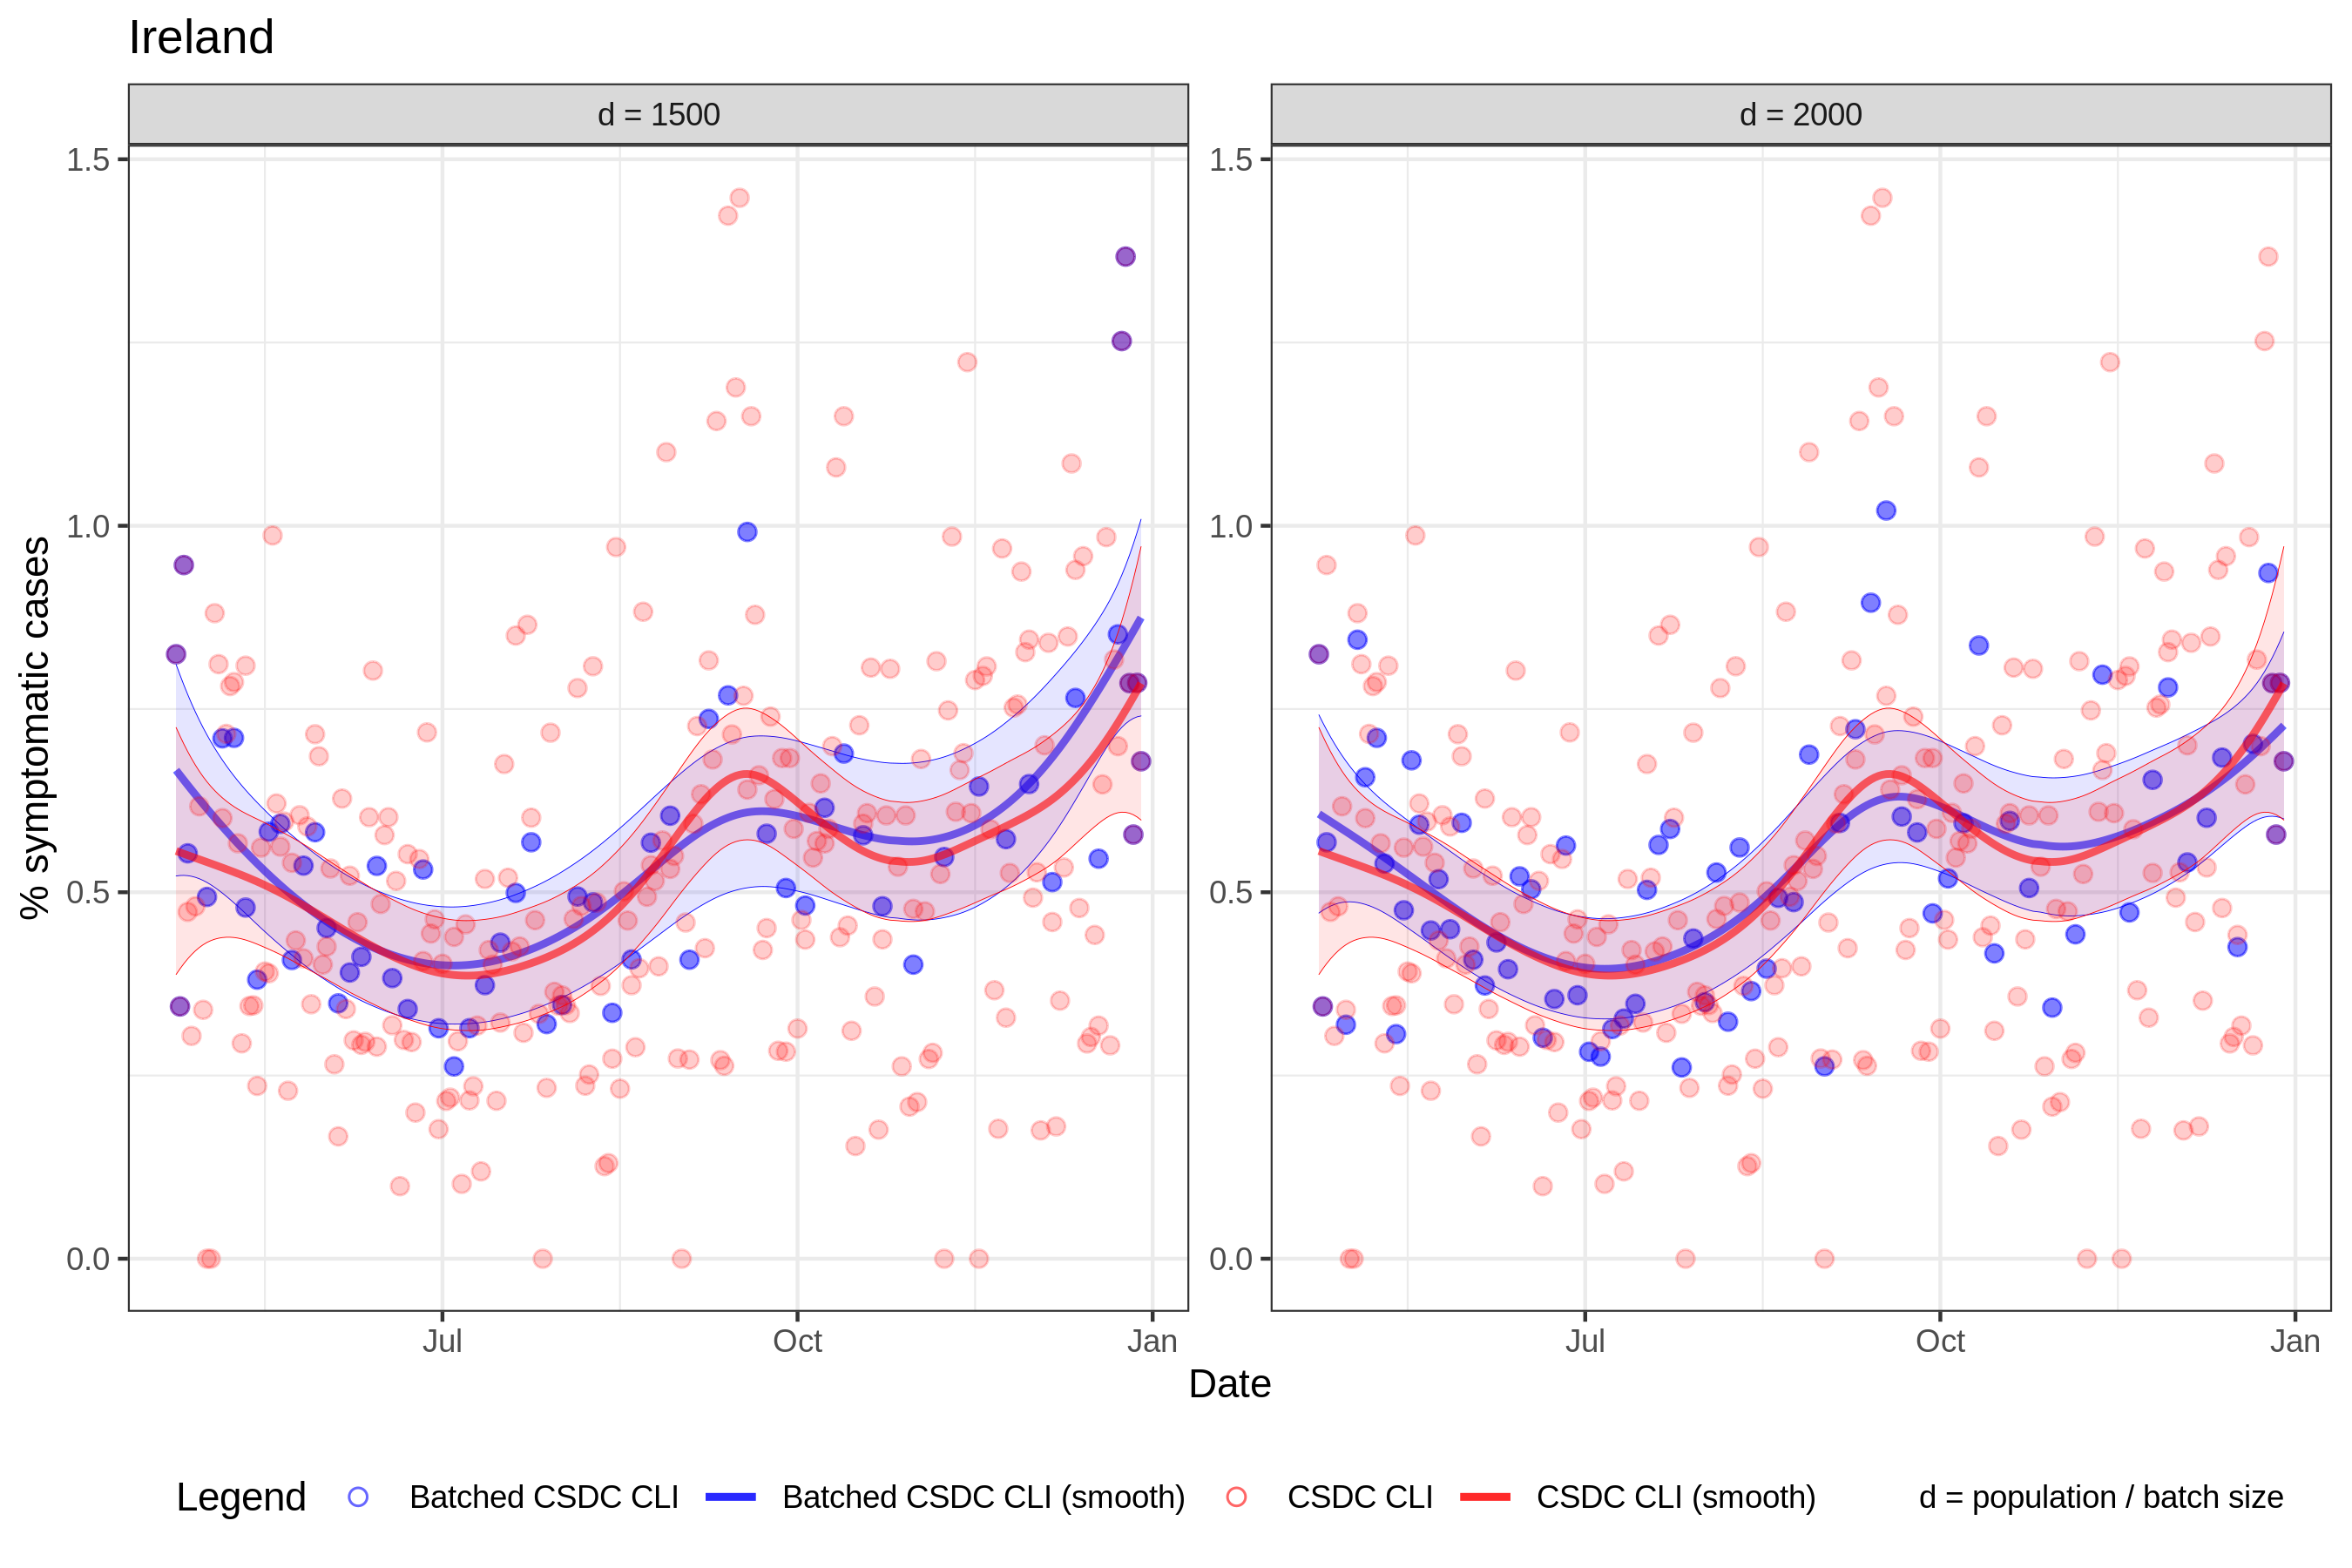 Ireland
d = 1500
d = 2000
% symptomatic cases
1.5
1.0
0.5
0.0
1.5
1.0
0.5
0.0
Jul Oct Jan
Jul Oct Jan
Date
Legend Batched CSDC CLI Batched CSDC CLI (smooth) CSDC CLI CSDC CLI (smooth) d = population / batch size